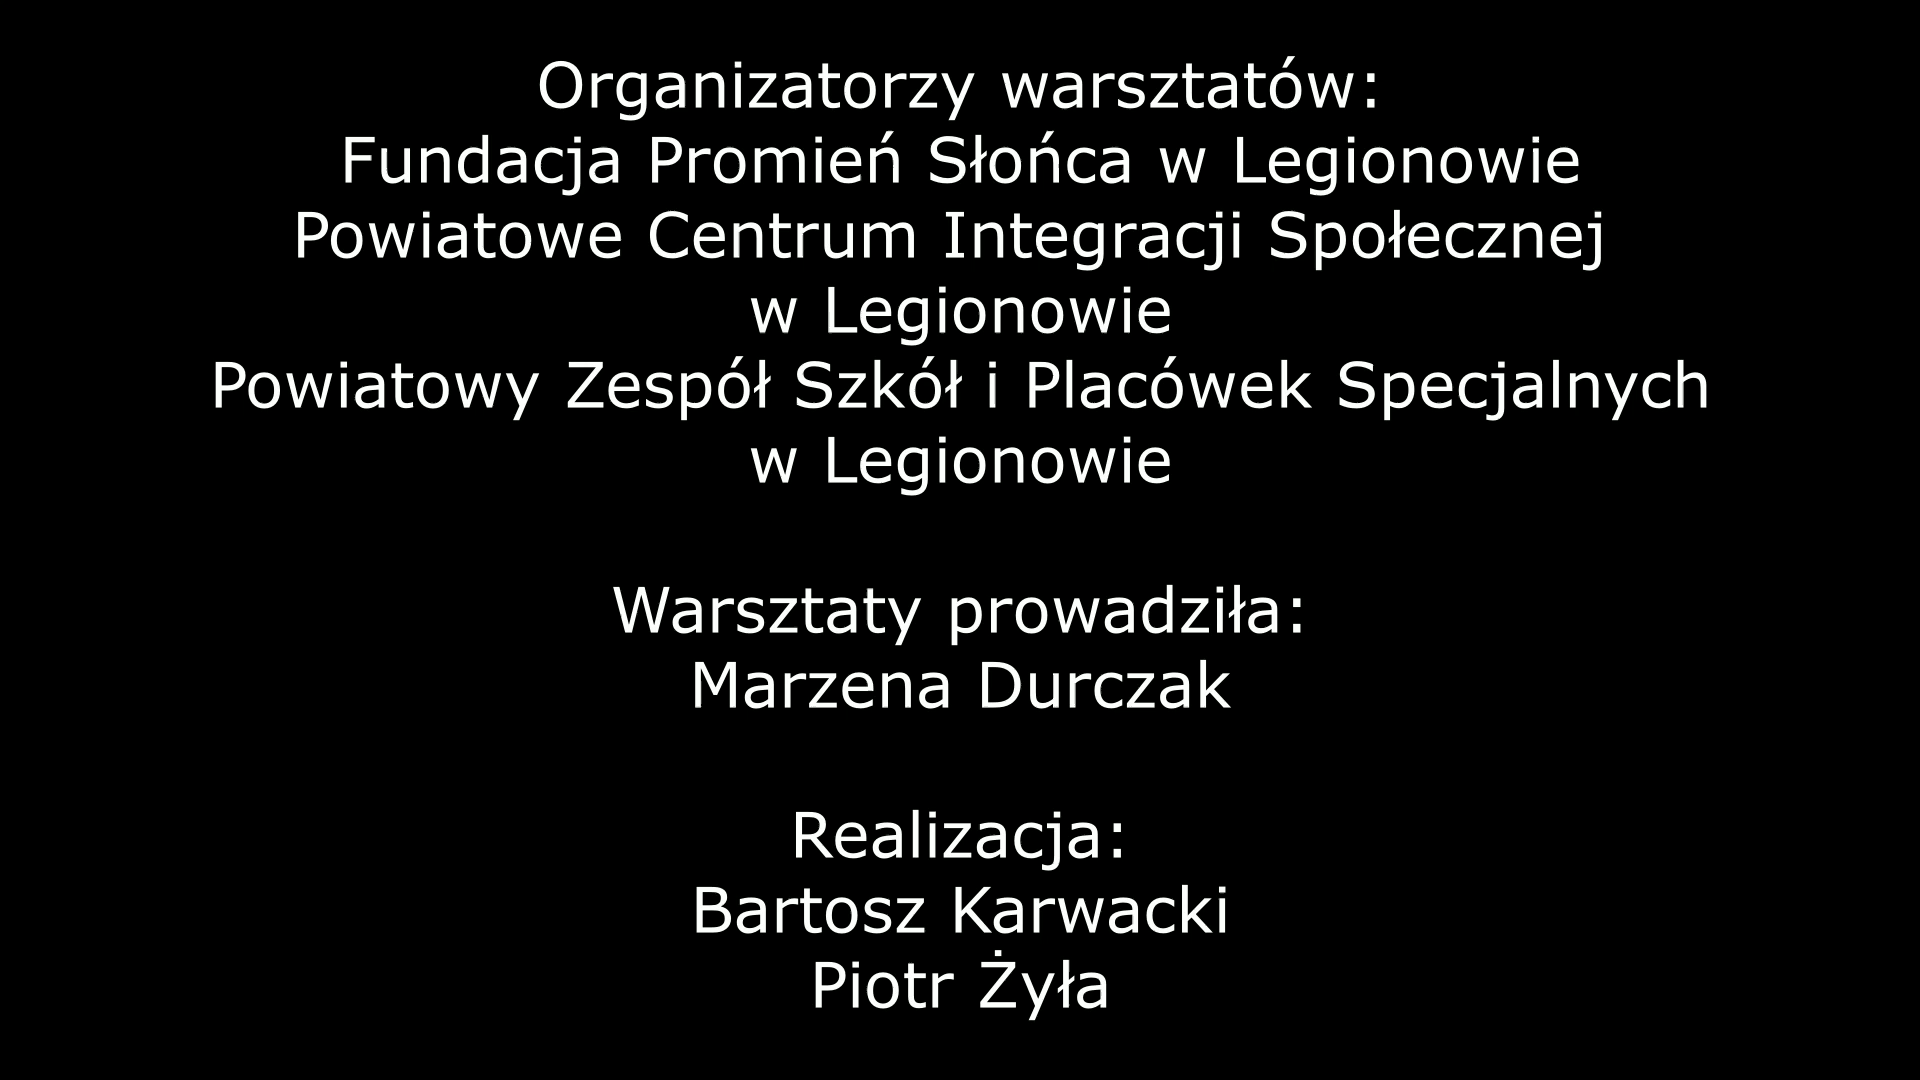 Organizatorzy warsztatów:
Fundacja Promień Słońca w Legionowie
Powiatowe Centrum Integracji Społecznej
w Legionowie
Powiatowy Zespół Szkół i Placówek Specjalnych
w Legionowie
Warsztaty prowadziła:
Marzena Durczak
Realizacja:
Bartosz Karwacki
Piotr Żyła